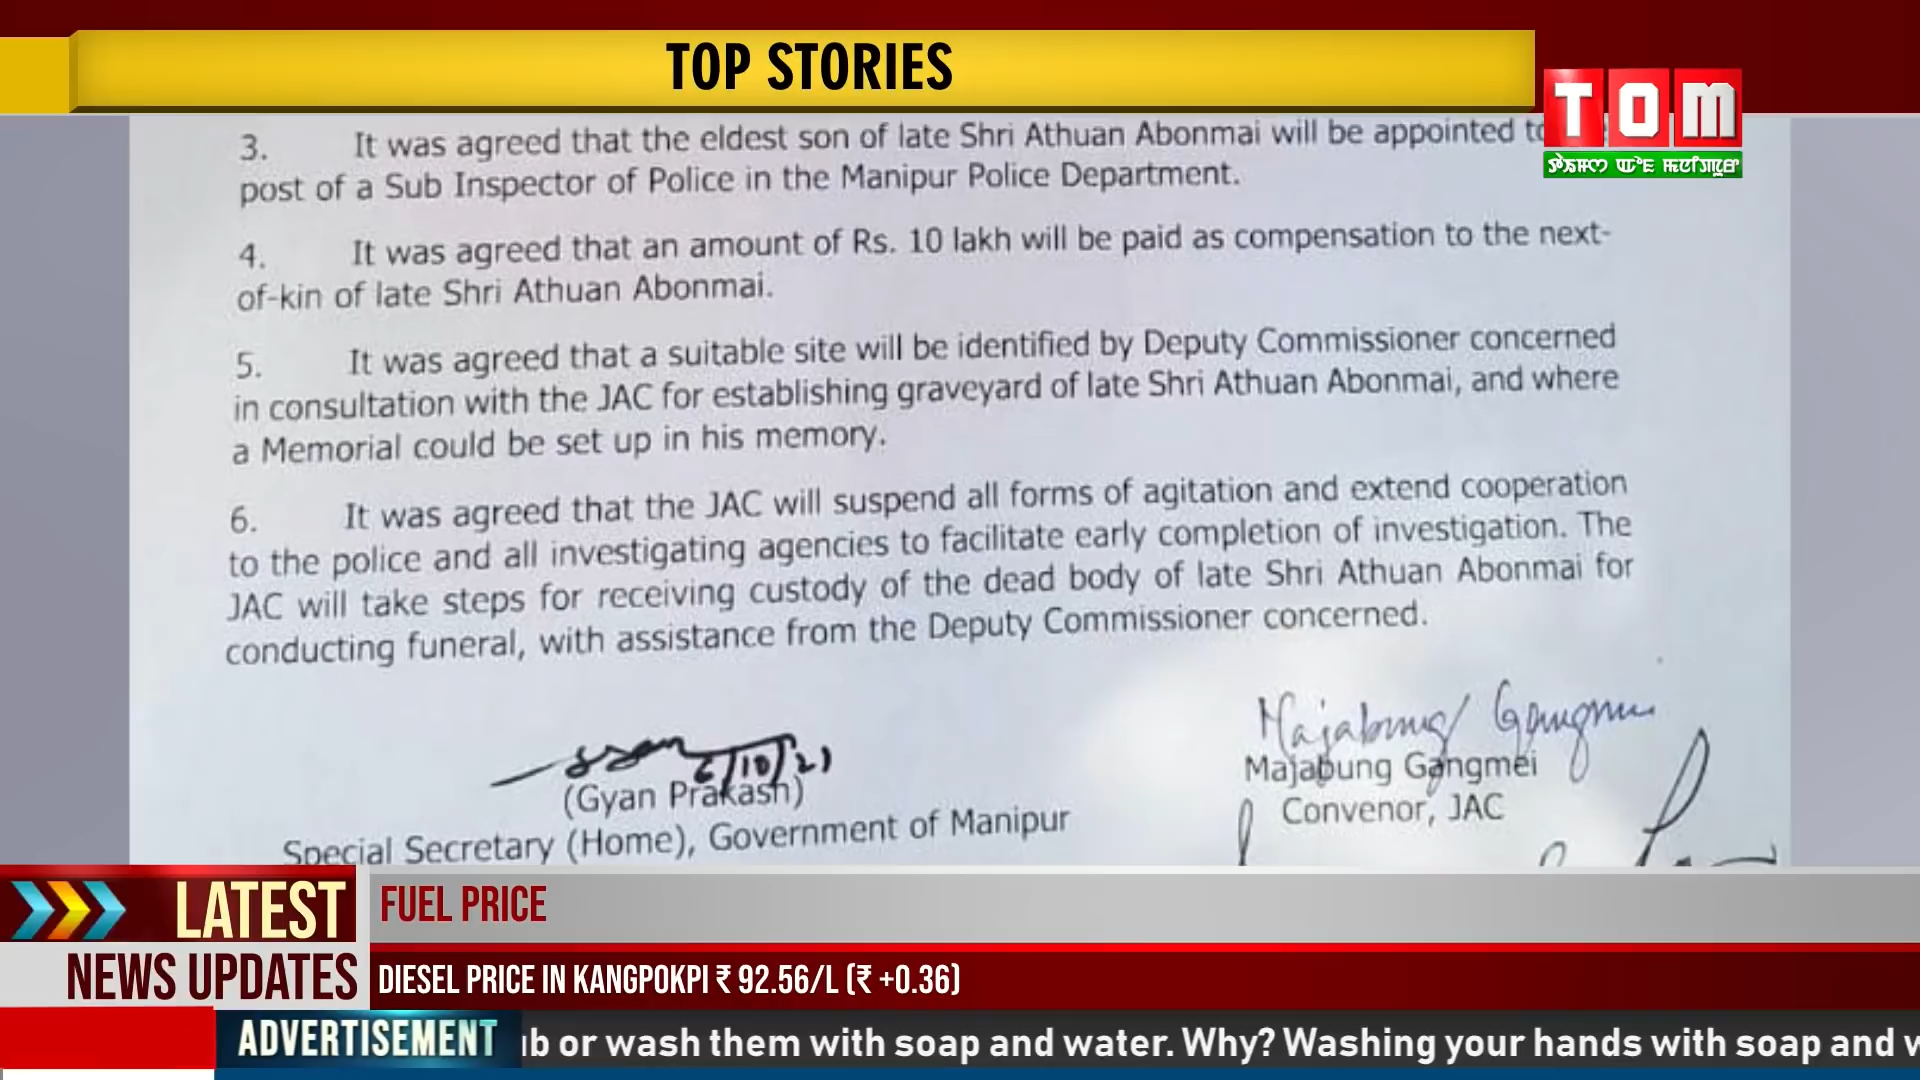 TOP STORIES
TOM
3. It was agreed that the eldest son of late Shri Athuan Abonmai will be appointed
post of a Sub Inspector of Police in the Manipur Police Department.
4. It was agreed that an amount of Rs. 10 lakh will be paid as compensation to the next-
of-kin of late Shri Athuan Abonmai.
5. It was agreed that a suitable site will be identified by Deputy Commissioner concerned
in consultation with the JAC for establishing graveyard of late Shri Athuan Abonmai, and where
a Memorial could be set up in his memory.
6. It was agreed that the JAC will suspend all forms of agitation and extend cooperation
to the police and all investigating agencies to facilitate early completion of investigation. The
JAC will take steps for receiving custody of the dead body of late Shri Athuan Abonmai for
conducting funeral, with assistance from the Deputy Commissioner concerned.
6/10/21
(Gyan Prakash)
Special Secretary (Home), Government of Manipur
Majabung Gangmei
Majabung Gangmei
Convenor, JAC
LATEST
NEWS UPDATES
FUEL PRICE
DIESEL PRICE IN KANGPOKPI ₹ 92.56/L (₹ +0.36)
ADVERTISEMENT
or wash them with soap and water. Why? Washing your hands with soap and